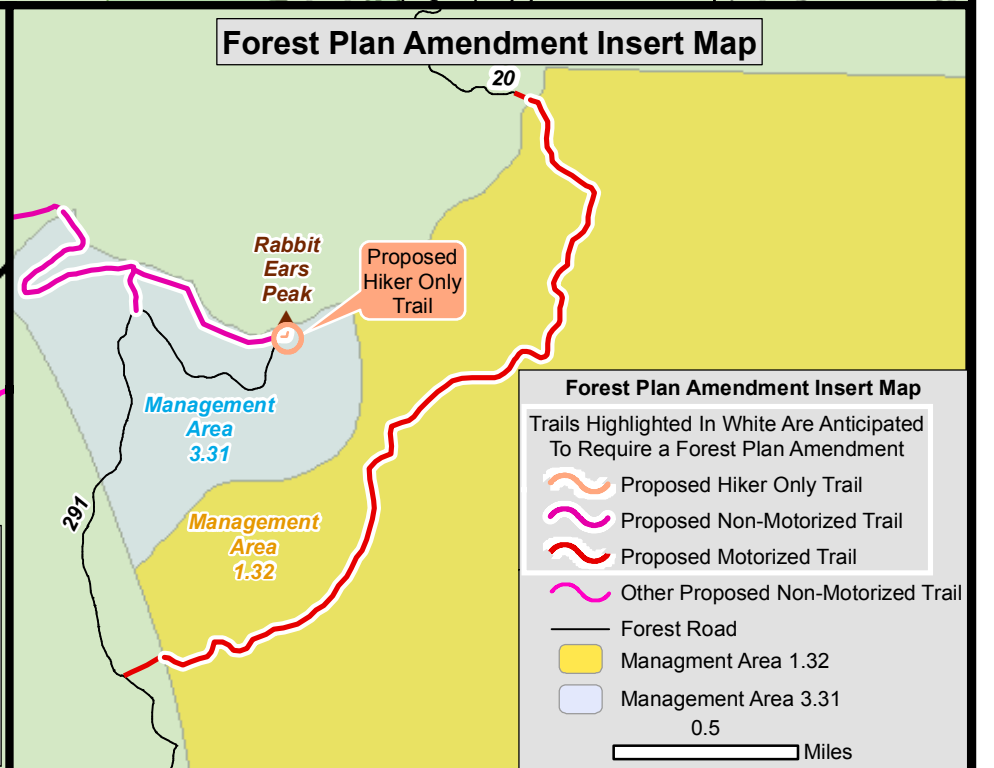 Forest Plan Amendment Insert Map
20
Rabbit
Ears
Peak
Proposed
Hiker Only
Trail
Management
Area
3.31
291
Management
Area
1.32
Forest Plan Amendment Insert Map
Trails Highlighted In White Are Anticipated
To Require a Forest Plan Amendment
Proposed Hiker Only Trail
Proposed Non-Motorized Trail
Proposed Motorized Trail
Other Proposed Non-Motorized Trail
Forest Road
Managment Area 1.32
Management Area 3.31
0.5
Miles